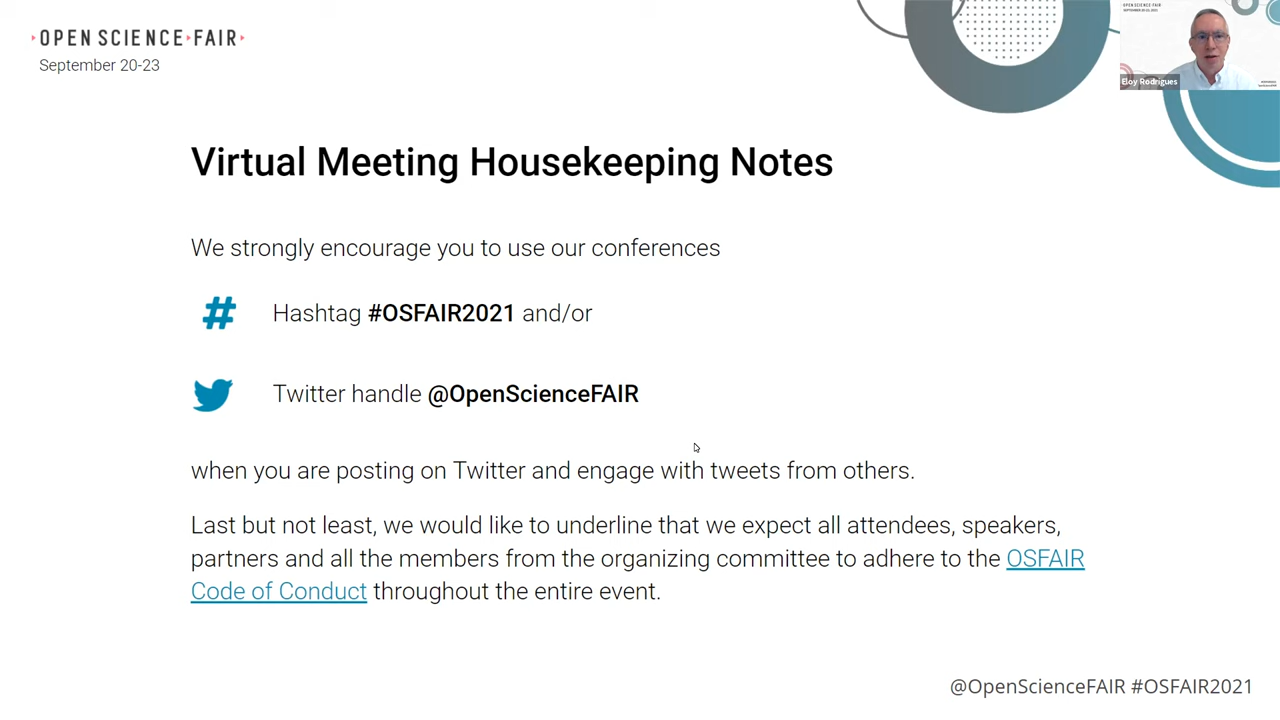 OPEN SCIENCE FAIR
September 20-23
Eloy Rodrigues
Virtual Meeting Housekeeping Notes
We strongly encourage you to use our conferences
# Hashtag #OSFAIR2021 and/or
Twitter handle @OpenScienceFAIR
when you are posting on Twitter and engage with tweets from others.
Last but not least, we would like to underline that we expect all attendees, speakers,
partners and all the members from the organizing committee to adhere to the OSFAIR
Code of Conduct throughout the entire event.
@OpenScienceFAIR #OSFAIR2021